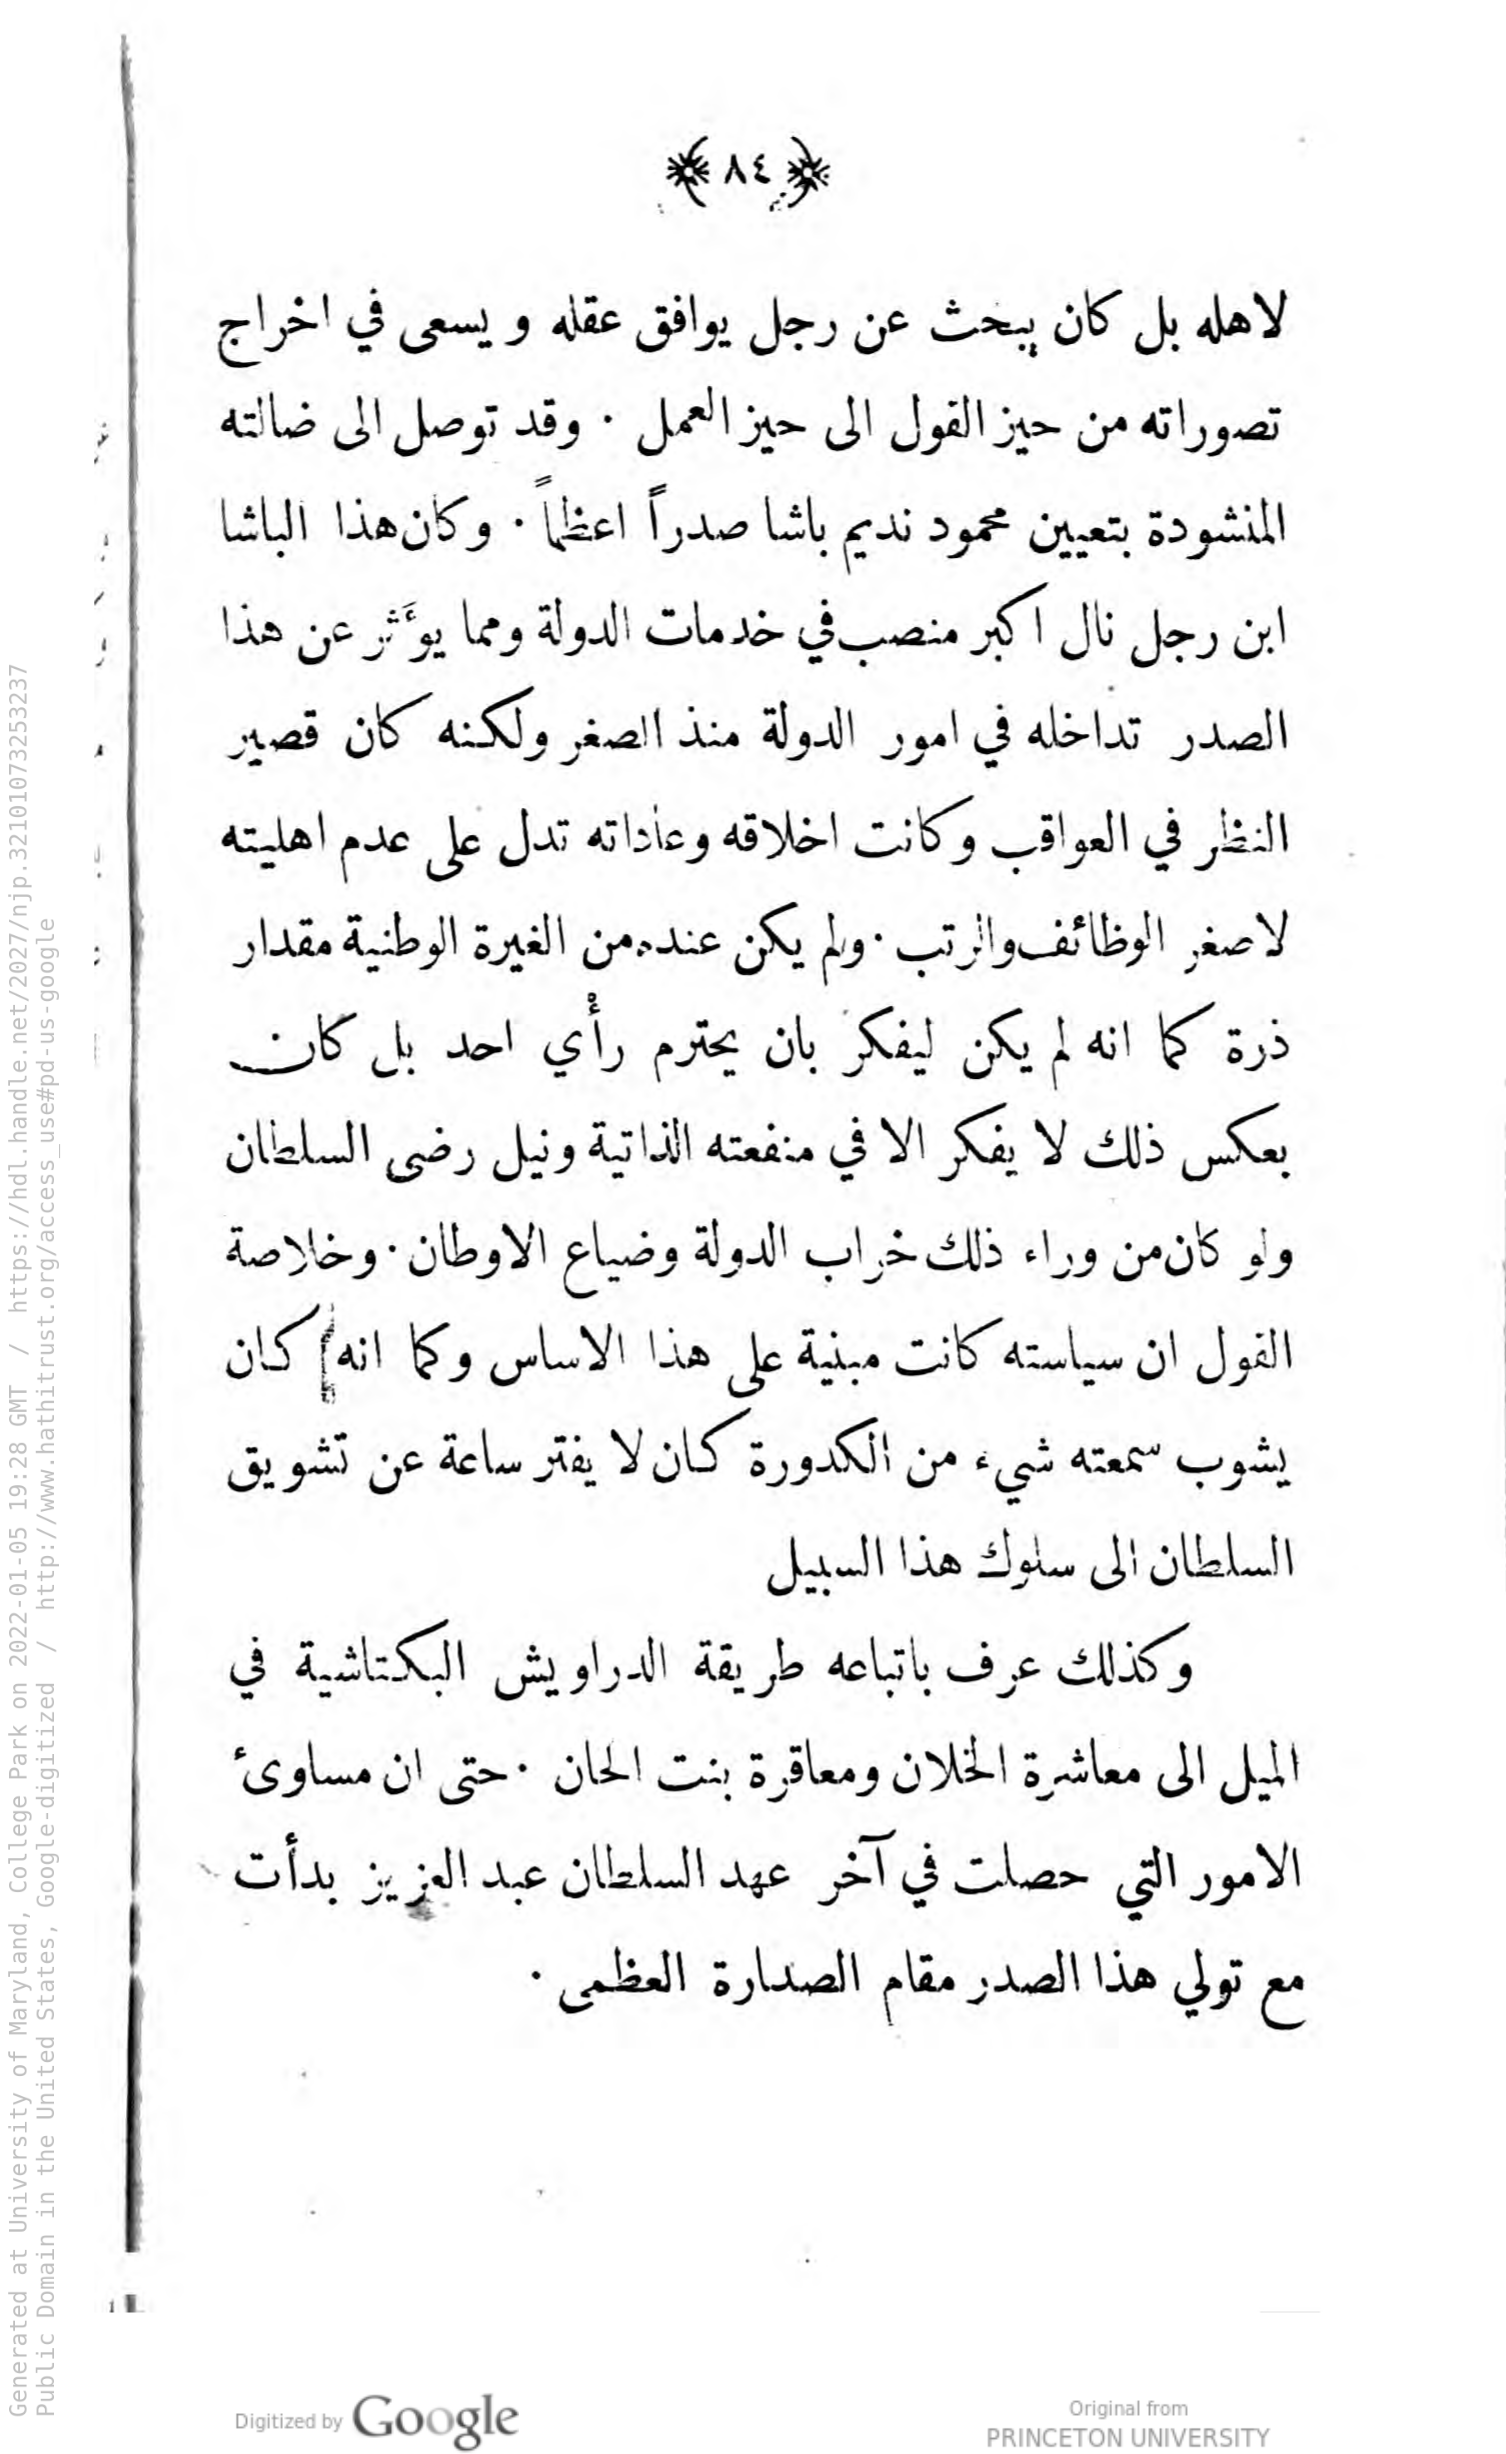 ﴿ ٨٤ ﴾
لاهله بل كان يبحث عن رجل يوافق عقله ويسعى في اخراج
تصوراته من حيز القول الى حيز العمل ٠ وقد توصل الى ضالته
المنشودة بتعيين محمود نديم باشا صدراً اعظماً ٠ وكان هذا الباشا
ابن رجل نال اكبر منصب في خدمات الدولة ومما يؤَثر عن هذا
الصدر تداخله في امور الدولة منذ الصغر ولكنه كان قصير
النظر في العواقب وكانت اخلاقه وعاداته تدل على عدم اهليته
لاصغر الوظائف والرتب ٠ ولم يكن عنده من الغيرة الوطنية مقدار
ذرة كما انه لم يكن ليفكر بان يحترم رأْي احد بل كان
بعكس ذلك لا يفكر الا في منفعته الذاتية ونيل رضى السلطان
ولو كان من وراء ذلك خراب الدولة وضياع الاوطان ٠ وخلاصة
القول ان سياسته كانت مبنية على هذا الاساس وكما انه كان
يشوب سمعته شيء من الكدورة كان لا يفتر ساعة عن تشويق
السلطان الى سلوك هذا السبيل
وكذلك عرف باتباعه طريقة الدراويش البكتاشية في
الميل الى معاشرة الخلان ومعاقرة بنت الحان ٠ حتى ان مساوئ
الامور التي حصلت في آخر عهد السلطان عبد العزيز بدأت
مع تولي هذا الصدر مقام الصدارة العظمى ٠
Generated at University of Maryland, College Park on 2022-01-05 19:28 GMT / https://hdl.handle.net/2027/njp.32101073253237
Public Domain in the United States, Google-digitized / http://www.hathitrust.org/access_use#pd-us-google
Digitized by Google
Original from
PRINCETON UNIVERSITY